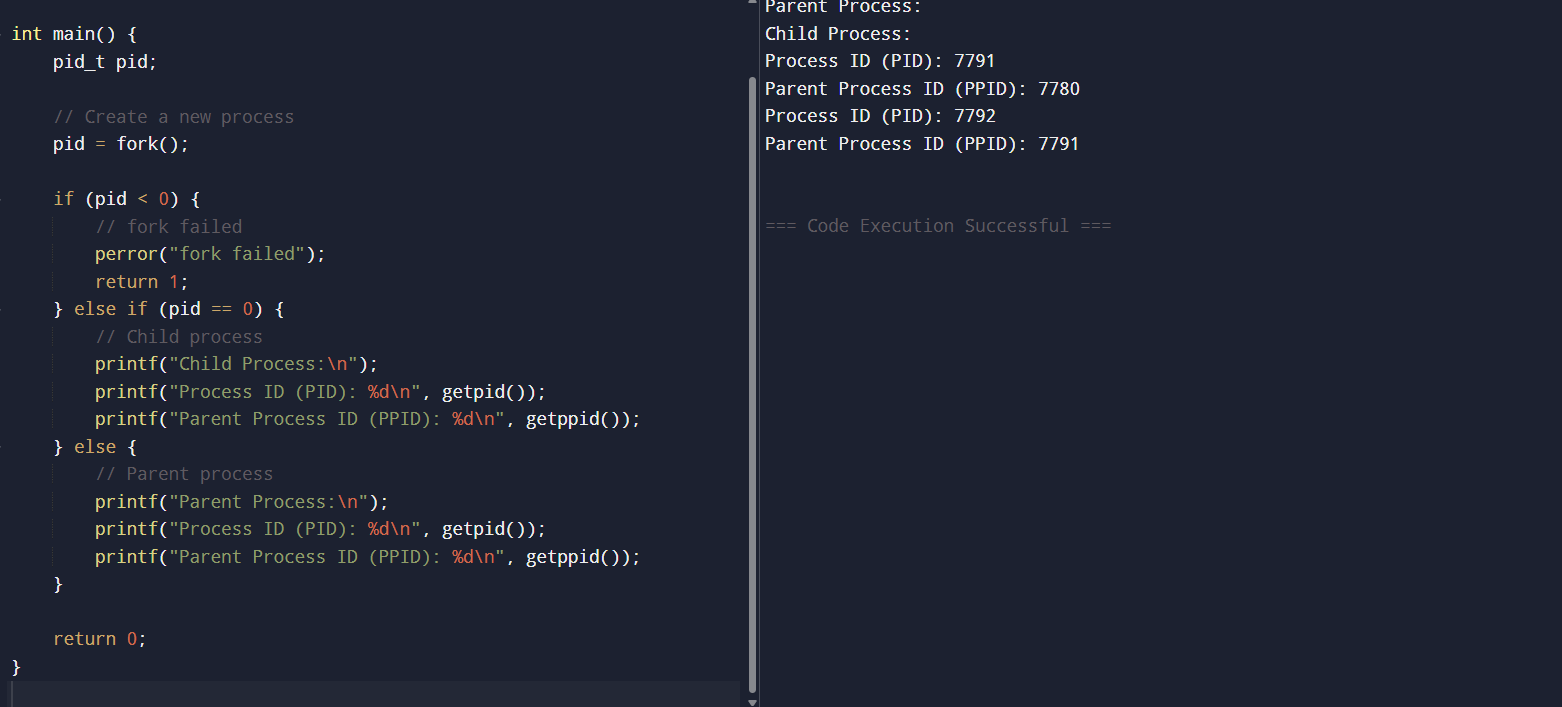 int main() {
    pid_t pid;

    // Create a new process
    pid = fork();

    if (pid < 0) {
        // fork failed
        perror("fork failed");
        return 1;
    } else if (pid == 0) {
        // Child process
        printf("Child Process:\n");
        printf("Process ID (PID): %d\n", getpid());
        printf("Parent Process ID (PPID): %d\n", getppid());
    } else {
        // Parent process
        printf("Parent Process:\n");
        printf("Process ID (PID): %d\n", getpid());
        printf("Parent Process ID (PPID): %d\n", getppid());
    }

    return 0;
}
Parent Process:
Child Process:
Process ID (PID): 7791
Parent Process ID (PPID): 7780
Process ID (PID): 7792
Parent Process ID (PPID): 7791

=== Code Execution Successful ===